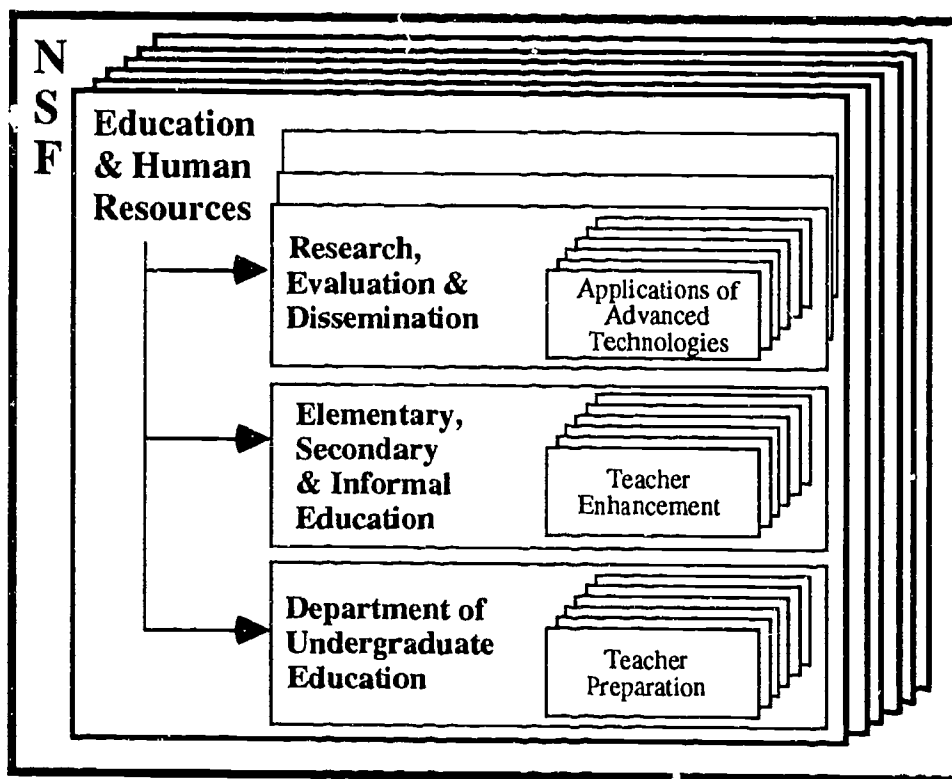 N
S
F
Education
& Human
Resources
Research,
Evaluation &
Dissemination
Applications of
Advanced
Technologies
Elementary,
Secondary
& Informal
Education
Teacher
Enhancement
Department of
Undergraduate
Education
Teacher
Preparation